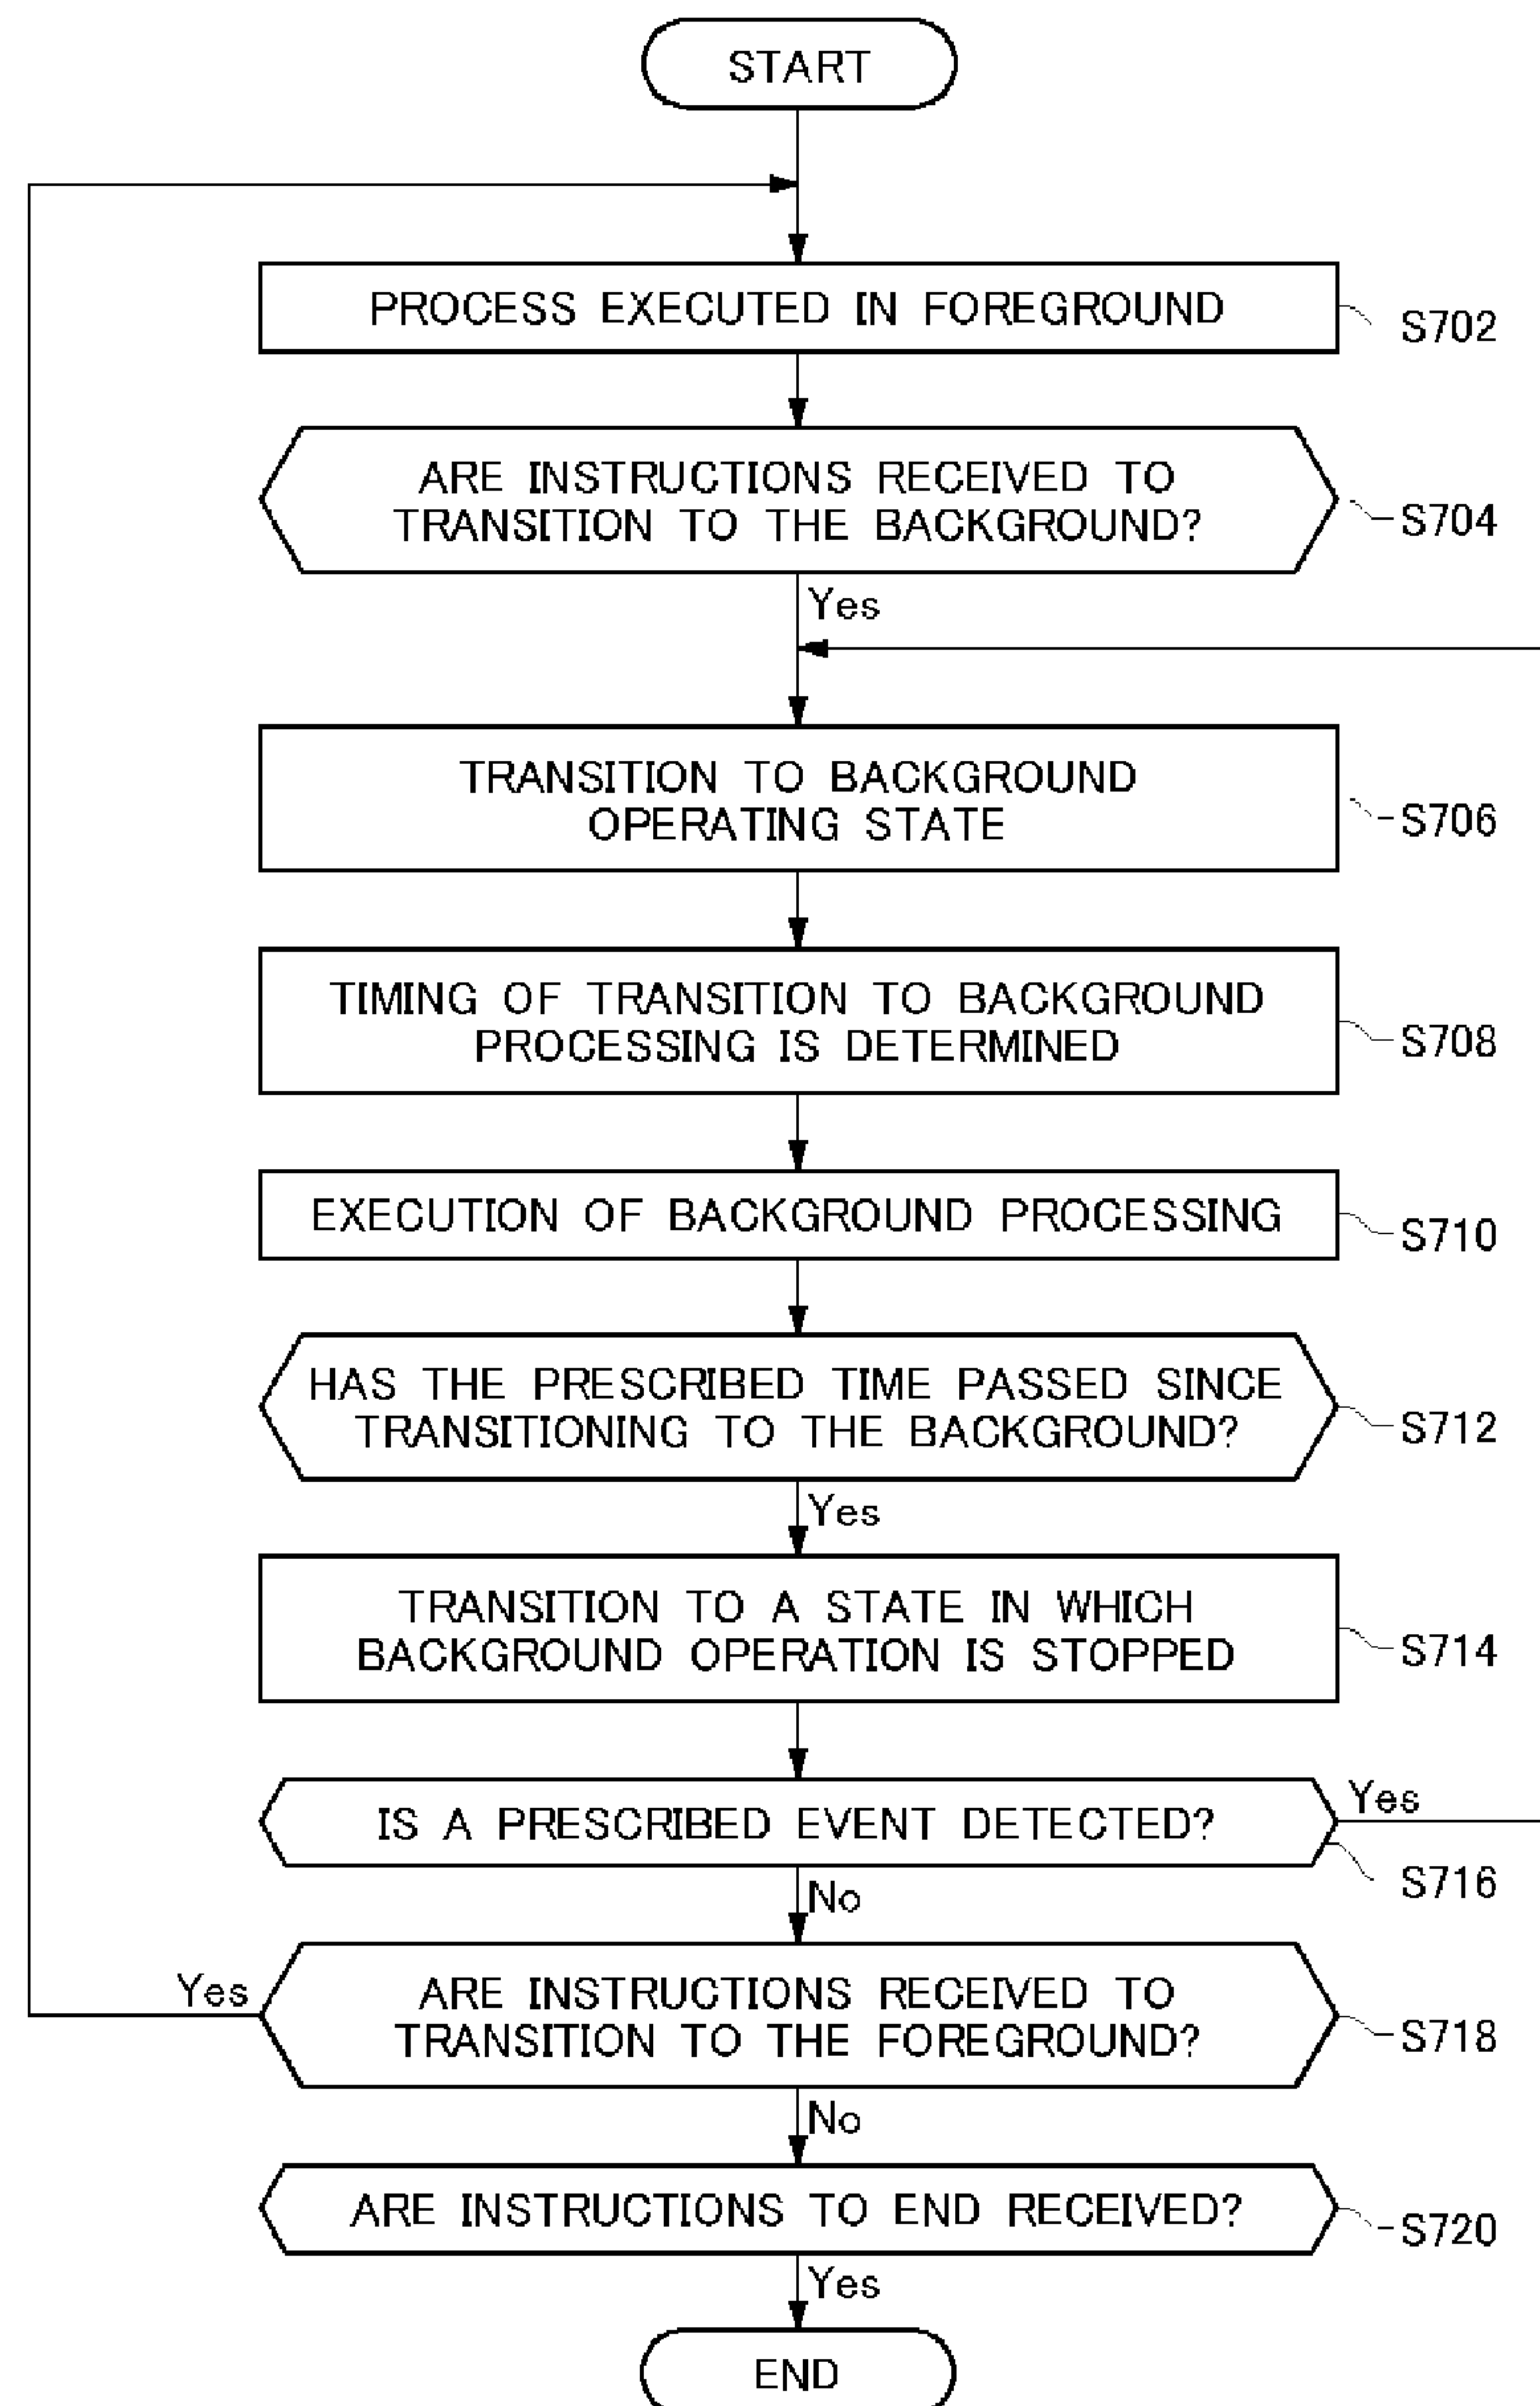 START
PROCESS EXECUTED IN FOREGROUND
S702
ARE INSTRUCTIONS RECEIVED TO
TRANSITION TO THE BACKGROUND?
S704
Yes
TRANSITION TO BACKGROUND
OPERATING STATE
S706
TIMING OF TRANSITION TO BACKGROUND
PROCESSING IS DETERMINED
S708
EXECUTION OF BACKGROUND PROCESSING
S710
HAS THE PRESCRIBED TIME PASSED SINCE
TRANSITIONING TO THE BACKGROUND?
S712
Yes
TRANSITION TO A STATE IN WHICH
BACKGROUND OPERATION IS STOPPED
S714
IS A PRESCRIBED EVENT DETECTED?
Yes
S716
No
Yes
ARE INSTRUCTIONS RECEIVED TO
TRANSITION TO THE FOREGROUND?
S718
No
ARE INSTRUCTIONS TO END RECEIVED?
S720
Yes
END